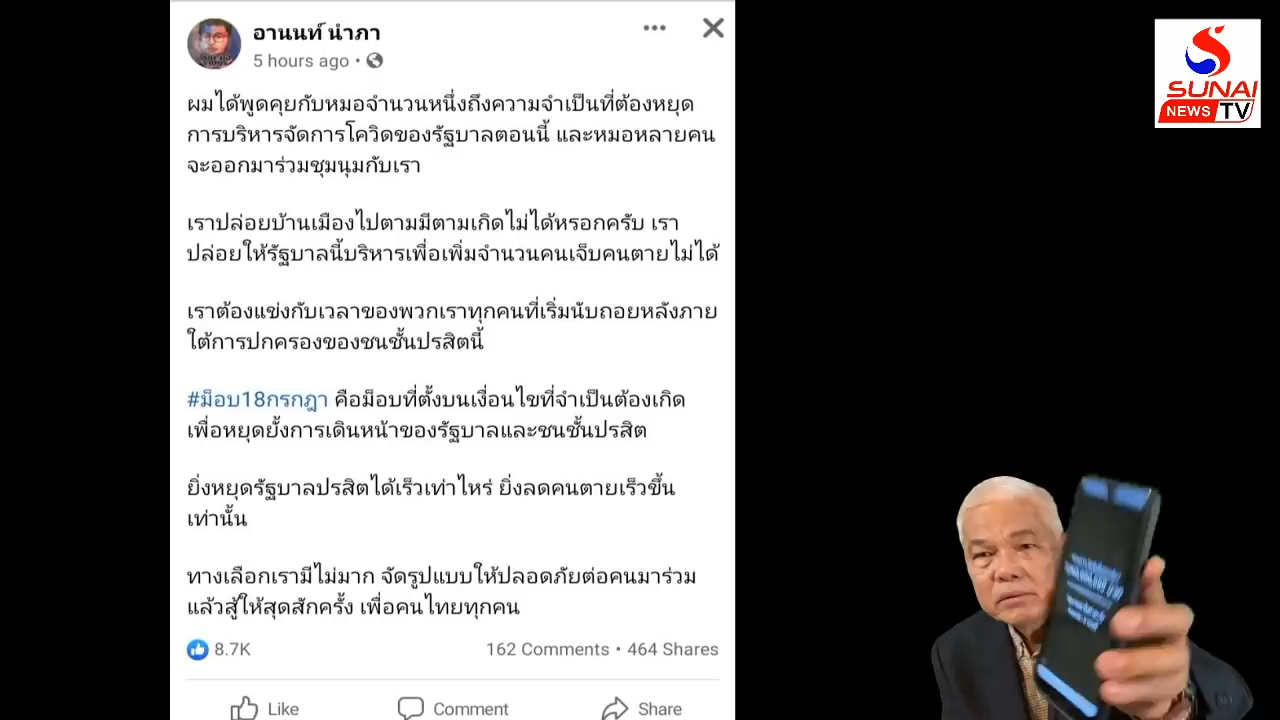 อานนท์ นำภา
5 hours ago
ผมได้พูดคุยกับหมอจำนวนหนึ่งถึงความจำเป็นที่ต้องหยุด
การบริหารจัดการโควิดของรัฐบาลตอนนี้ และหมอหลายคน
จะออกมาร่วมชุมนุมกับเรา
เราปล่อยบ้านเมืองไปตามมีตามเกิดไม่ได้หรอกครับ เรา
ปล่อยให้รัฐบาลนี้บริหารเพื่อเพิ่มจำนวนคนเจ็บคนตายไม่ได้
เราต้องแข่งกับเวลาของพวกเราทุกคนที่เริ่มนับถอยหลังภาย
ใต้การปกครองของชนชั้นปรสิตนี้
#ม็อบ18กรกฎา คือม็อบที่ตั้งบนเงื่อนไขที่จำเป็นต้องเกิด
เพื่อหยุดยั้งการเดินหน้าของรัฐบาลและชนชั้นปรสิต
ยิ่งหยุดรัฐบาลปรสิตได้เร็วเท่าไหร่ ยิ่งลดคนตายเร็วขึ้น
เท่านั้น
ทางเลือกเรามีไม่มาก จัดรูปแบบให้ปลอดภัยต่อคนมาร่วม
แล้วสู้ให้สุดสักครั้ง เพื่อคนไทยทุกคน
8.7K 162 Comments • 464 Shares
Like Comment Share
SUNAI
NEWS TV